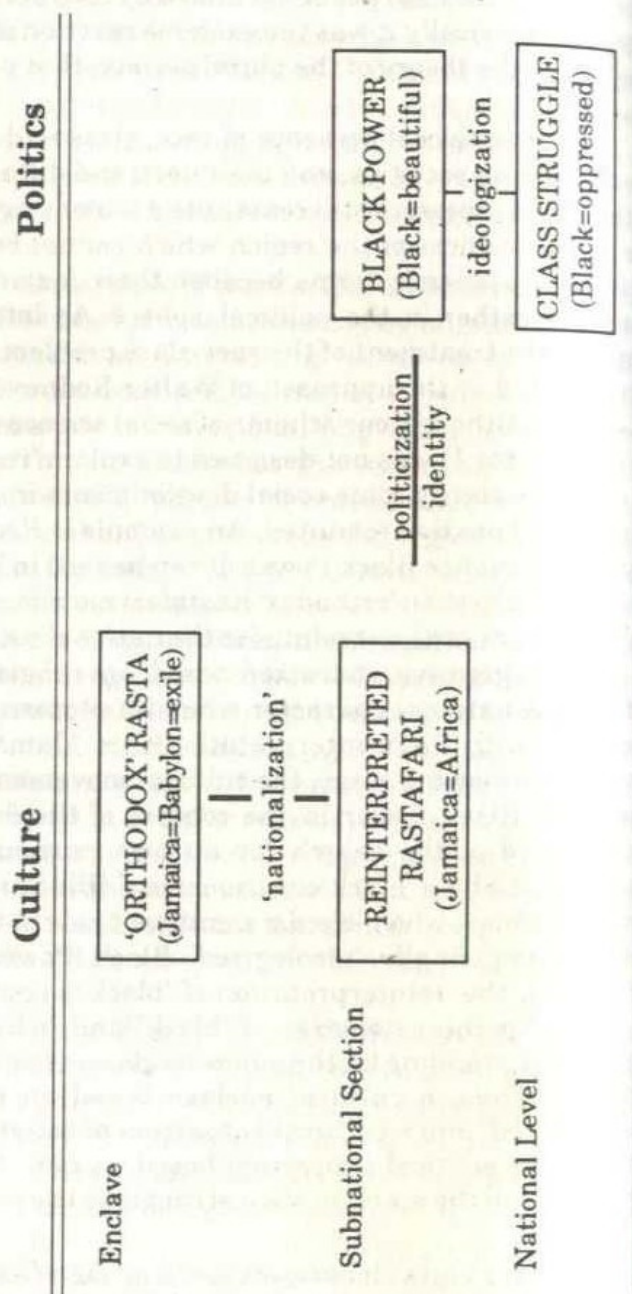 Culture
Politics
Enclave
'ORTHODOX' RASTA
(Jamaica=Babylon=exile)
'nationalization'
Subnational Section
REINTERPRETED
RASTAFARI
(Jamaica=Africa)
politicization
identity
BLACK POWER
(Black=beautiful)
ideologization
National Level
CLASS STRUGGLE
(Black=oppressed)